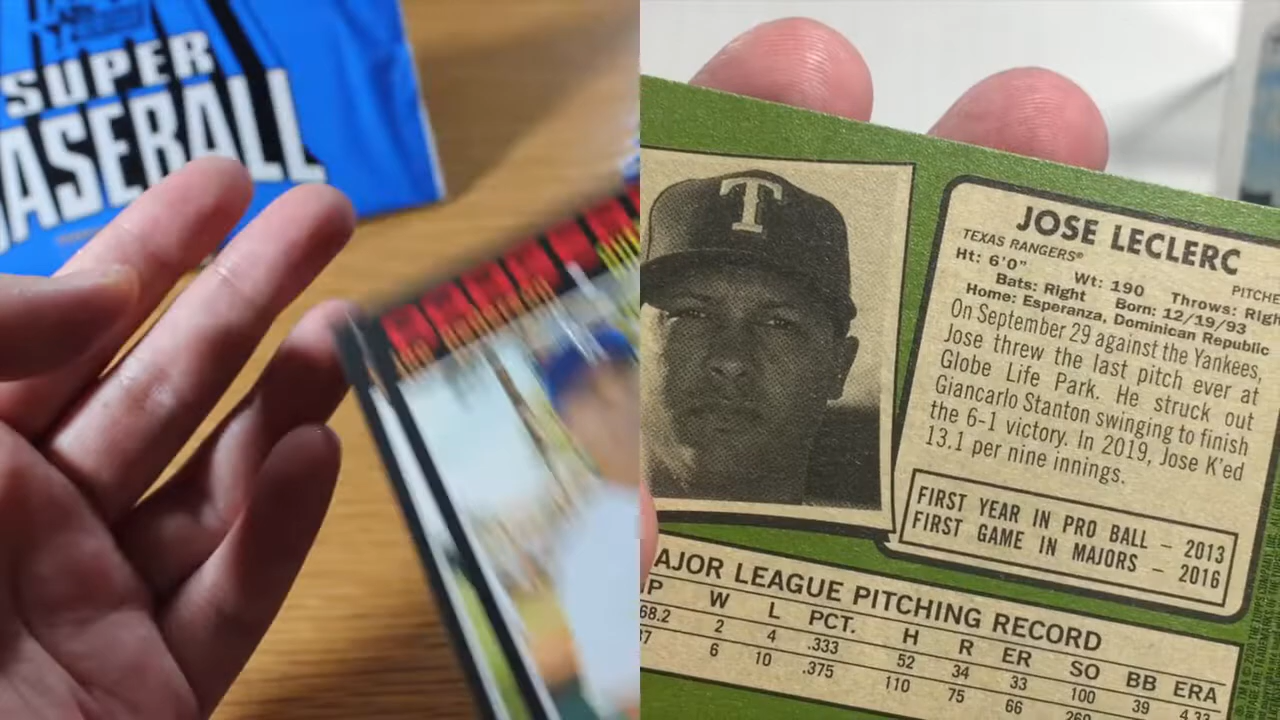 SUPER
BASEBALL
T
JOSE LECLERC
TEXAS RANGERS® PITCHE
Ht: 6'0" Wt: 190 Throws: Righ
Bats: Right Born: 12/19/93
Home: Esperanza, Dominican Republic
On September 29 against the Yankees,
Jose threw the last pitch ever at
Globe Life Park. He struck out
Giancarlo Stanton swinging to finish
the 6-1 victory. In 2019, Jose K'ed
13.1 per nine innings.
FIRST YEAR IN PRO BALL – 2013
FIRST GAME IN MAJORS – 2016
AJOR LEAGUE PITCHING RECORD
IP W L PCT. H R ER SO BB ERA
68.2 2 4 .333 52 34 33 100 39 4.33
37 6 10 .375 110 75 66 260